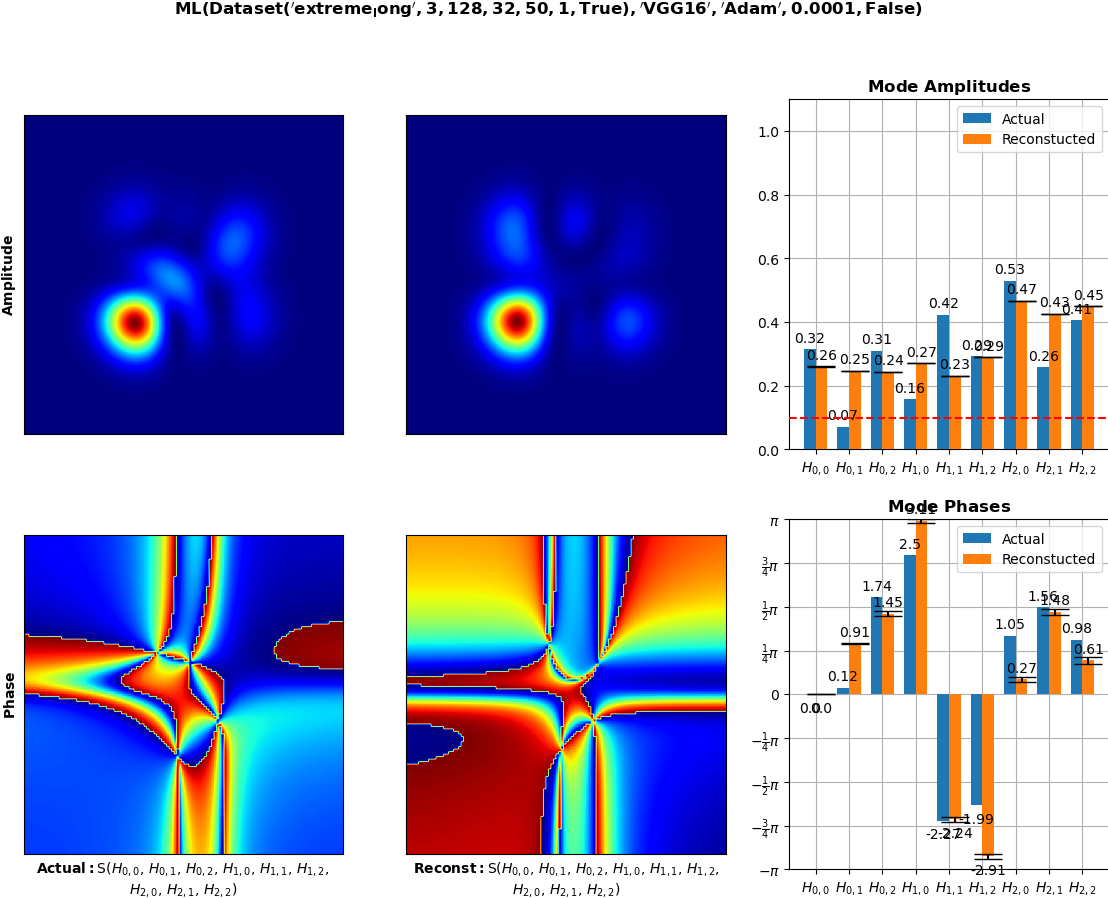 ML(Dataset('extreme_long', 3, 128, 32, 50, 1, True), 'VGG16', 'Adam', 0.0001, False)
Mode Amplitudes
Amplitude
Actual
Reconstucted
1.0
0.8
0.6
0.4
0.2
0.0
0.32
0.26
0.07
0.25
0.31
0.24
0.16
0.27
0.42
0.23
0.29
0.29
0.53
0.47
0.26
0.43
0.41
0.45
H0,0 H0,1 H0,2 H1,0 H1,1 H1,2 H2,0 H2,1 H2,2
Mode Phases
Phase
Actual
Reconstucted
π
3/4π
1/2π
1/4π
0
-1/4π
-1/2π
-3/4π
-π
0.0
0.0
0.12
0.91
1.74
1.45
2.5
3.11
-1.99
-2.91
1.05
0.27
1.56
1.48
0.98
0.61
H0,0 H0,1 H0,2 H1,0 H1,1 H1,2 H2,0 H2,1 H2,2
Actual: S(H0,0, H0,1, H0,2, H1,0, H1,1, H1,2,
H2,0, H2,1, H2,2)
Reconst: S(H0,0, H0,1, H0,2, H1,0, H1,1, H1,2,
H2,0, H2,1, H2,2)